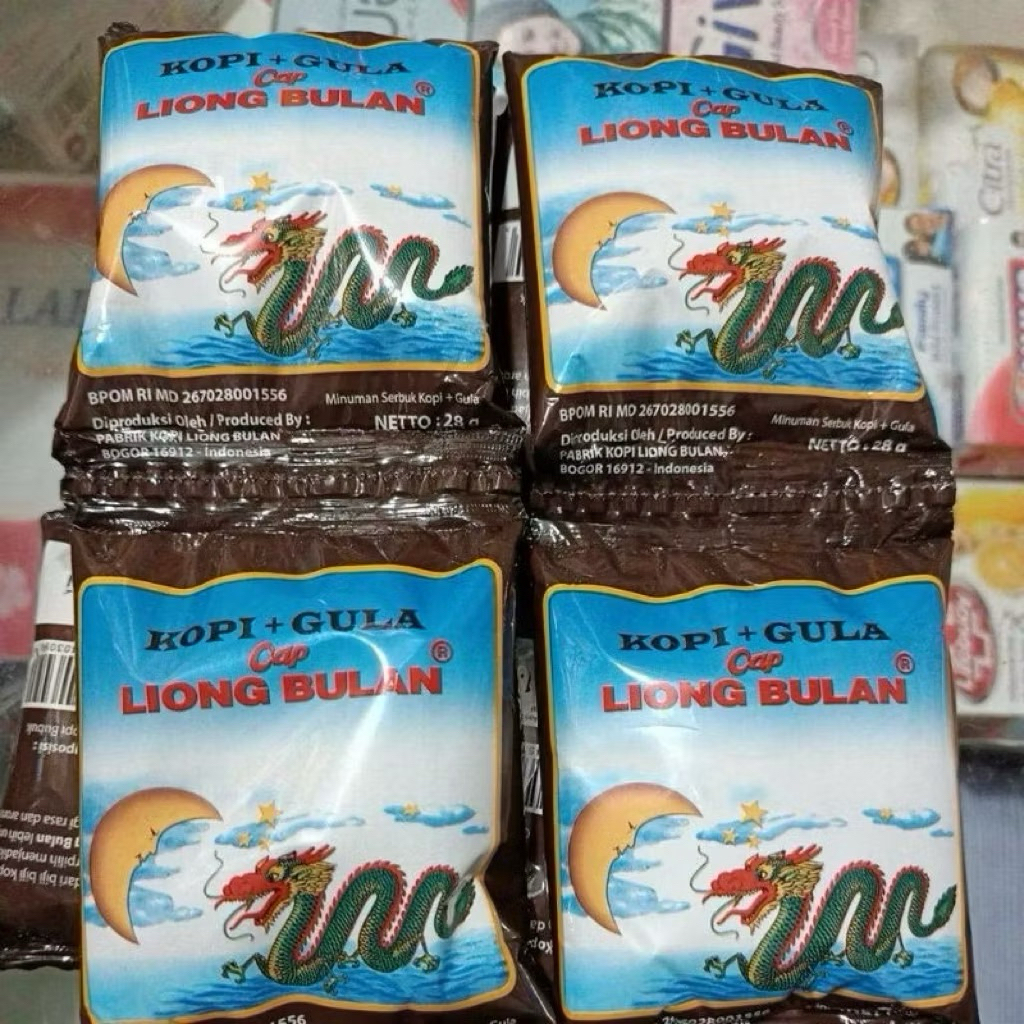 KOPI + GULA
Cap
LIONG BULAN®
BPOM RI MD 267028001556
Minuman Serbuk Kopi + Gula
Diproduksi Oleh / Produced By :
NETTO : 28 g
PABRIK KOPI LIONG BULAN
BOGOR 16912 - Indonesia
KOPI + GULA
Cap
LIONG BULAN®
BPOM RI MD 267028001556
Minuman Serbuk Kopi + Gula
Diproduksi Oleh / Produced By :
NETTO : 28 g
PABRIK KOPI LIONG BULAN
BOGOR 16912 - Indonesia
KOPI + GULA
Cap
LIONG BULAN®
KOPI + GULA
Cap
LIONG BULAN®
Citra